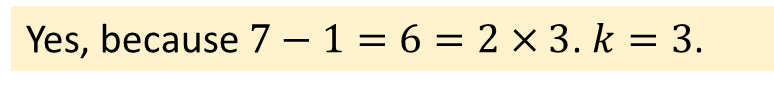 Yes, because 7 − 1 = 6 = 2 × 3. k = 3.